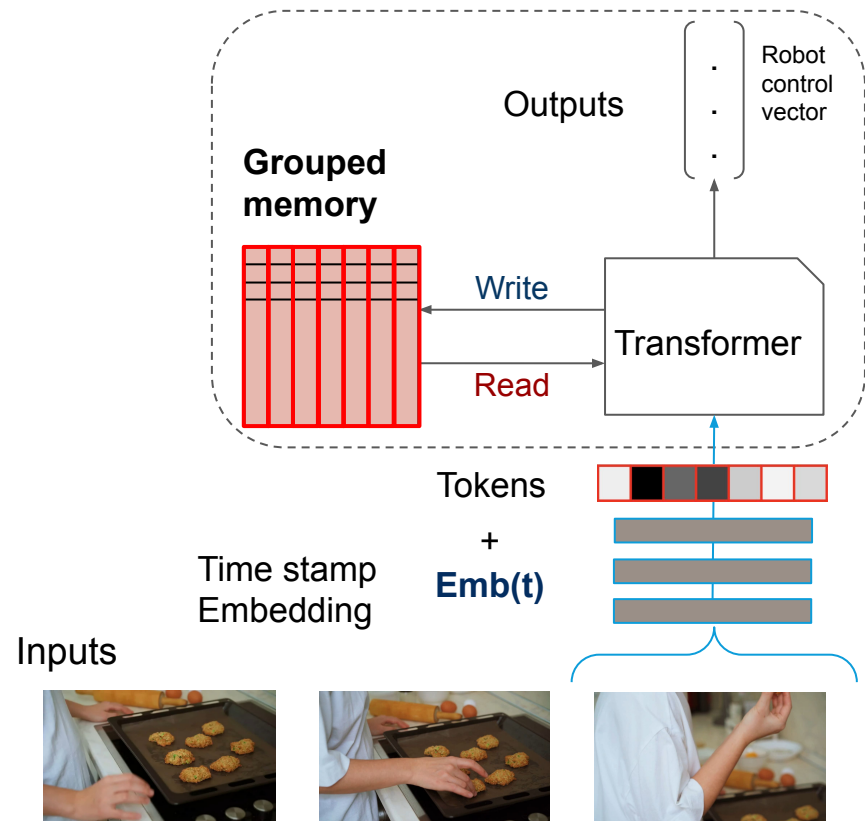 Robot
control
vector
Outputs
Grouped
memory
Write
Transformer
Read
Tokens
+
Time stamp
Embedding
Emb(t)
Inputs